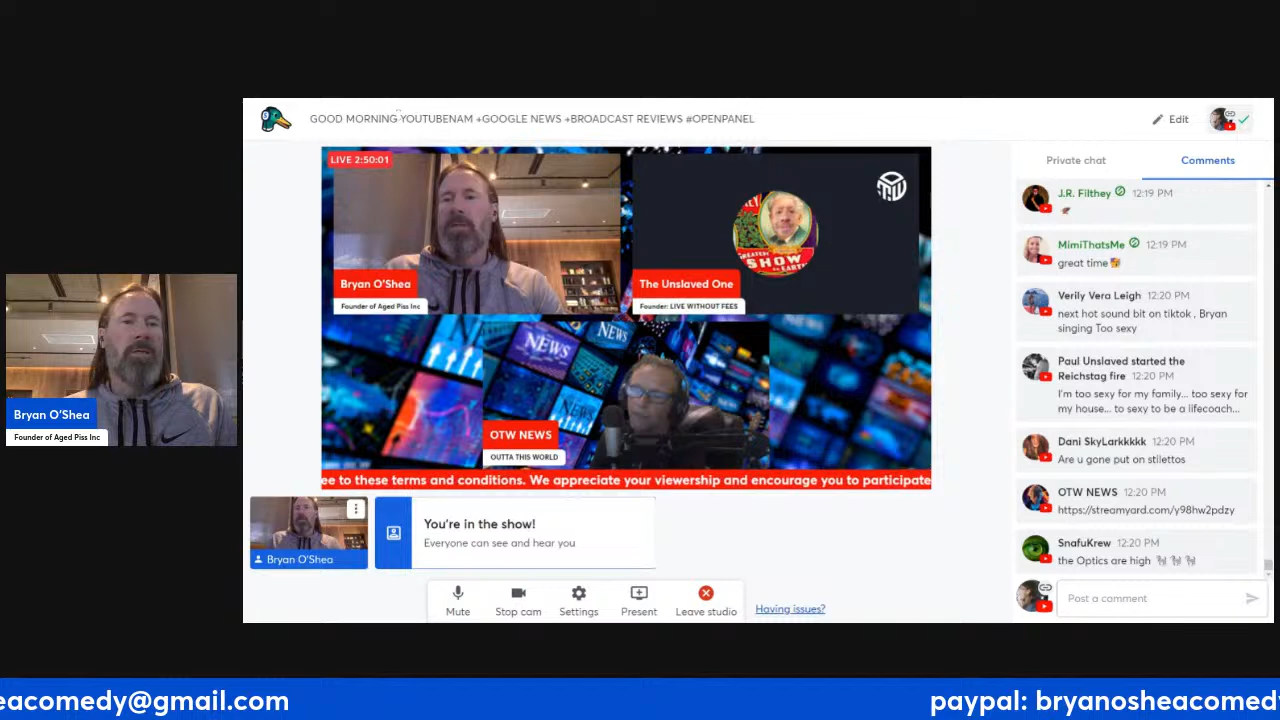 GOOD MORNING YOUTUBENAM +GOOGLE NEWS +BROADCAST REVIEWS #OPENPANEL
Edit
Private chat
Comments
LIVE 2:50:01
Bryan O'Shea
Founder of Aged Piss Inc
GREATEST
SHOW
The Unslaved One
Founder: LIVE WITHOUT FEES
NEWS
NEWS
NEWS
OTW NEWS
OUTTA THIS WORLD
ee to these terms and conditions. We appreciate your viewership and encourage you to participate
J.R. Filthey 12:19 PM
MimiThatsMe 12:19 PM
great time
Verily Vera Leigh 12:20 PM
next hot sound bit on tiktok , Bryan
singing Too sexy
Paul Unslaved started the
Reichstag fire 12:20 PM
I'm too sexy for my family... too sexy for
my house... to sexy to be a lifecoach...
Dani SkyLarkkkkk 12:20 PM
Are u gone put on stilettos
OTW NEWS 12:20 PM
https://streamyard.com/y98hw2pdzy
SnafuKrew 12:20 PM
the Optics are high
Post a comment
Bryan O'Shea
Founder of Aged Piss Inc
Bryan O'Shea
You're in the show!
Everyone can see and hear you
Mute
Stop cam
Settings
Present
Leave studio
Having issues?
eacomedy@gmail.com
paypal: bryanosheacomedy